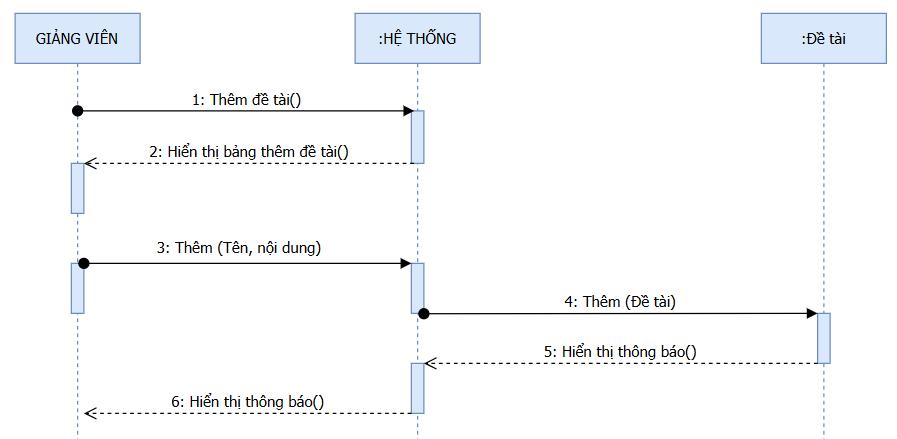 GIẢNG VIÊN
:HỆ THỐNG
:Đề tài
1: Thêm đề tài()
2: Hiển thị bảng thêm đề tài()
3: Thêm (Tên, nội dung)
4: Thêm (Đề tài)
5: Hiển thị thông báo()
6: Hiển thị thông báo()